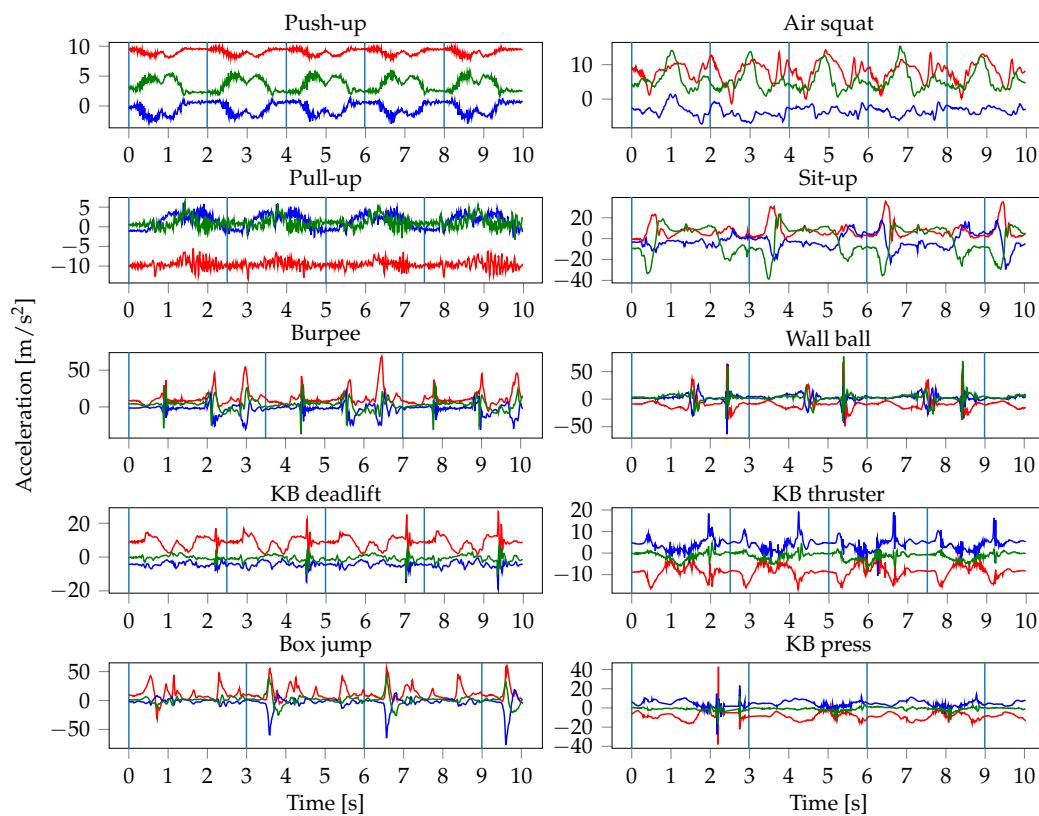 Push-up
Air squat
10
5
0
10
0
0 1 2 3 4 5 6 7 8 9 10
0 1 2 3 4 5 6 7 8 9 10
Pull-up
Sit-up
5
0
−5
−10
20
0
−20
−40
0 1 2 3 4 5 6 7 8 9 10
0 1 2 3 4 5 6 7 8 9 10
Acceleration [m/s²]
Burpee
Wall ball
50
0
50
0
−50
0 1 2 3 4 5 6 7 8 9 10
0 1 2 3 4 5 6 7 8 9 10
KB deadlift
KB thruster
20
0
−20
20
10
0
−10
0 1 2 3 4 5 6 7 8 9 10
0 1 2 3 4 5 6 7 8 9 10
Box jump
KB press
50
0
−50
40
20
0
−20
−40
0 1 2 3 4 5 6 7 8 9 10
0 1 2 3 4 5 6 7 8 9 10
Time [s]
Time [s]